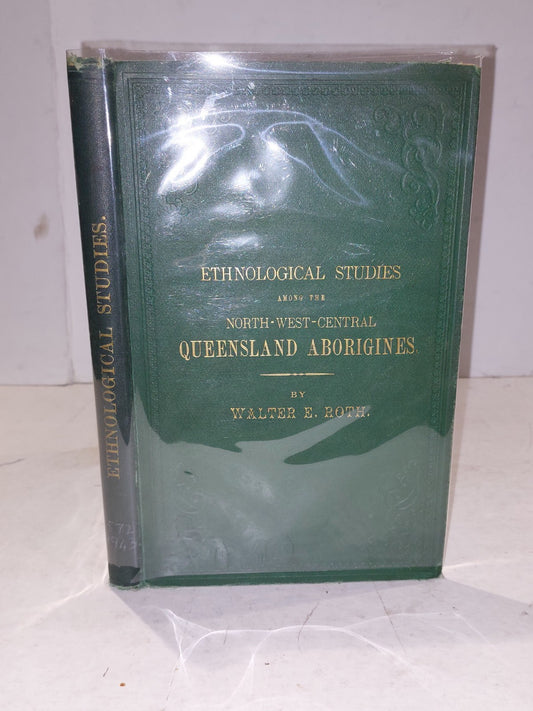 ETHNOLOGICAL STUDIES.
ETHNOLOGICAL STUDIES
AMONG THE
NORTH-WEST-CENTRAL
QUEENSLAND ABORIGINES
BY
WALTER E. ROTH.